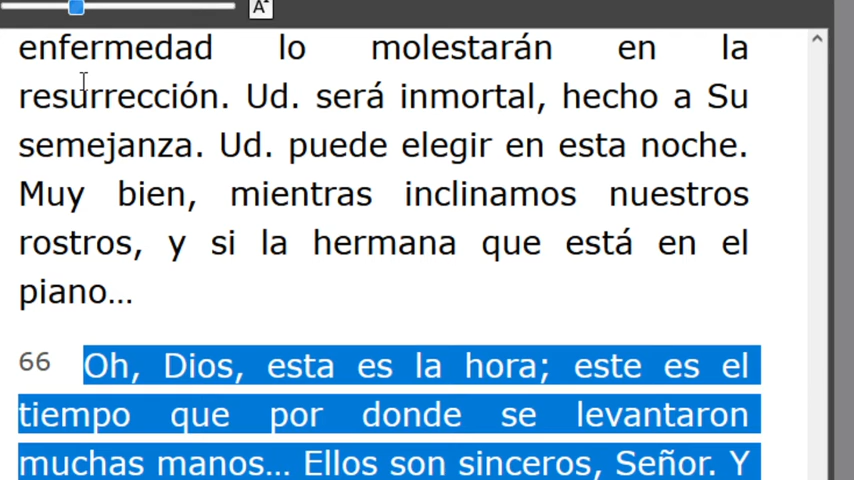 A
enfermedad lo molestarán en la
resurrección. Ud. será inmortal, hecho a Su
semejanza. Ud. puede elegir en esta noche.
Muy bien, mientras inclinamos nuestros
rostros, y si la hermana que está en el
piano...
66 Oh, Dios, esta es la hora; este es el
tiempo que por donde se levantaron
muchas manos... Ellos son sinceros, Señor. Y